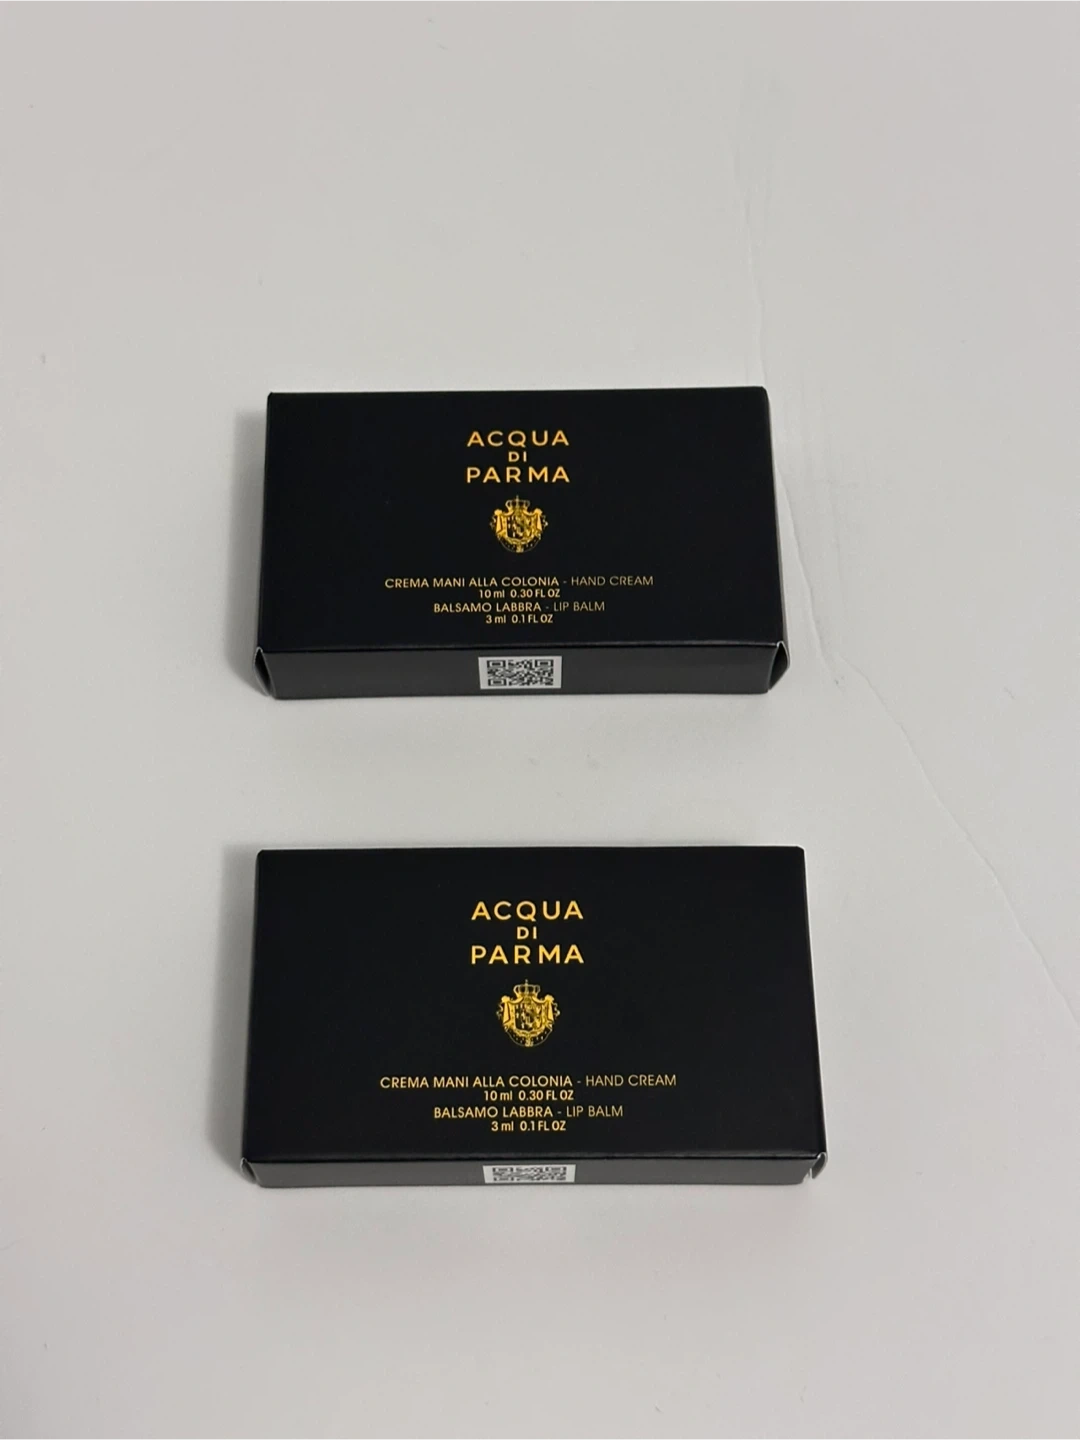 ACQUA
DI
PARMA
CREMA MANI ALLA COLONIA - HAND CREAM
10 ml 0.30 FL OZ
BALSAMO LABBRA - LIP BALM
3 ml 0.1 FL OZ
ACQUA
DI
PARMA
CREMA MANI ALLA COLONIA - HAND CREAM
10 ml 0.30 FL OZ
BALSAMO LABBRA - LIP BALM
3 ml 0.1 FL OZ